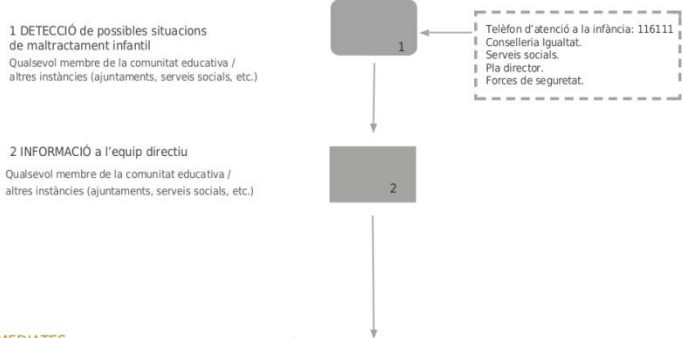 1 DETECCIÓ de possibles situacions
de maltractament infantil
Qualsevol membre de la comunitat educativa /
altres instàncies (ajuntaments, serveis socials, etc.)
1
Telèfon d'atenció a la infància: 116111
Conselleria Igualtat.
Serveis socials.
Pla director.
Forces de seguretat.
2 INFORMACIÓ a l'equip directiu
Qualsevol membre de la comunitat educativa /
altres instàncies (ajuntaments, serveis socials, etc.)
2